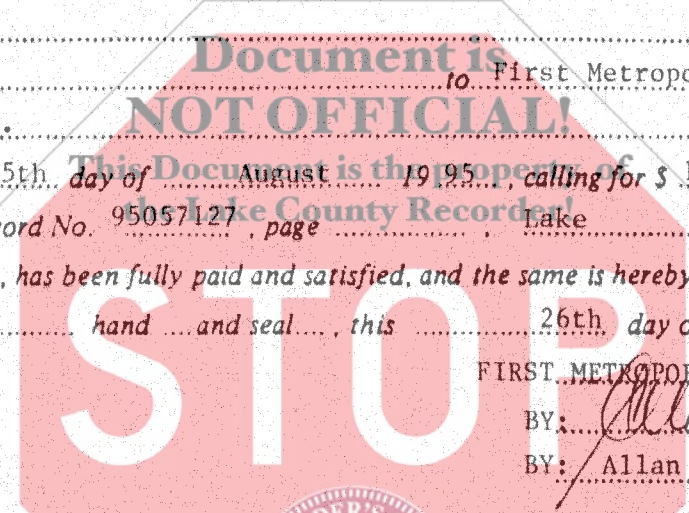 Document is
NOT OFFICIAL!
This Document is the property of
the Lake County Recorder!
STOP
to First Metropo
5th day of August 1995, calling for $
ord No. 95057127, page , Lake
, has been fully paid and satisfied, and the same is hereby
hand and seal , this 26th day o
FIRST METROPO
BY:
BY: Allan